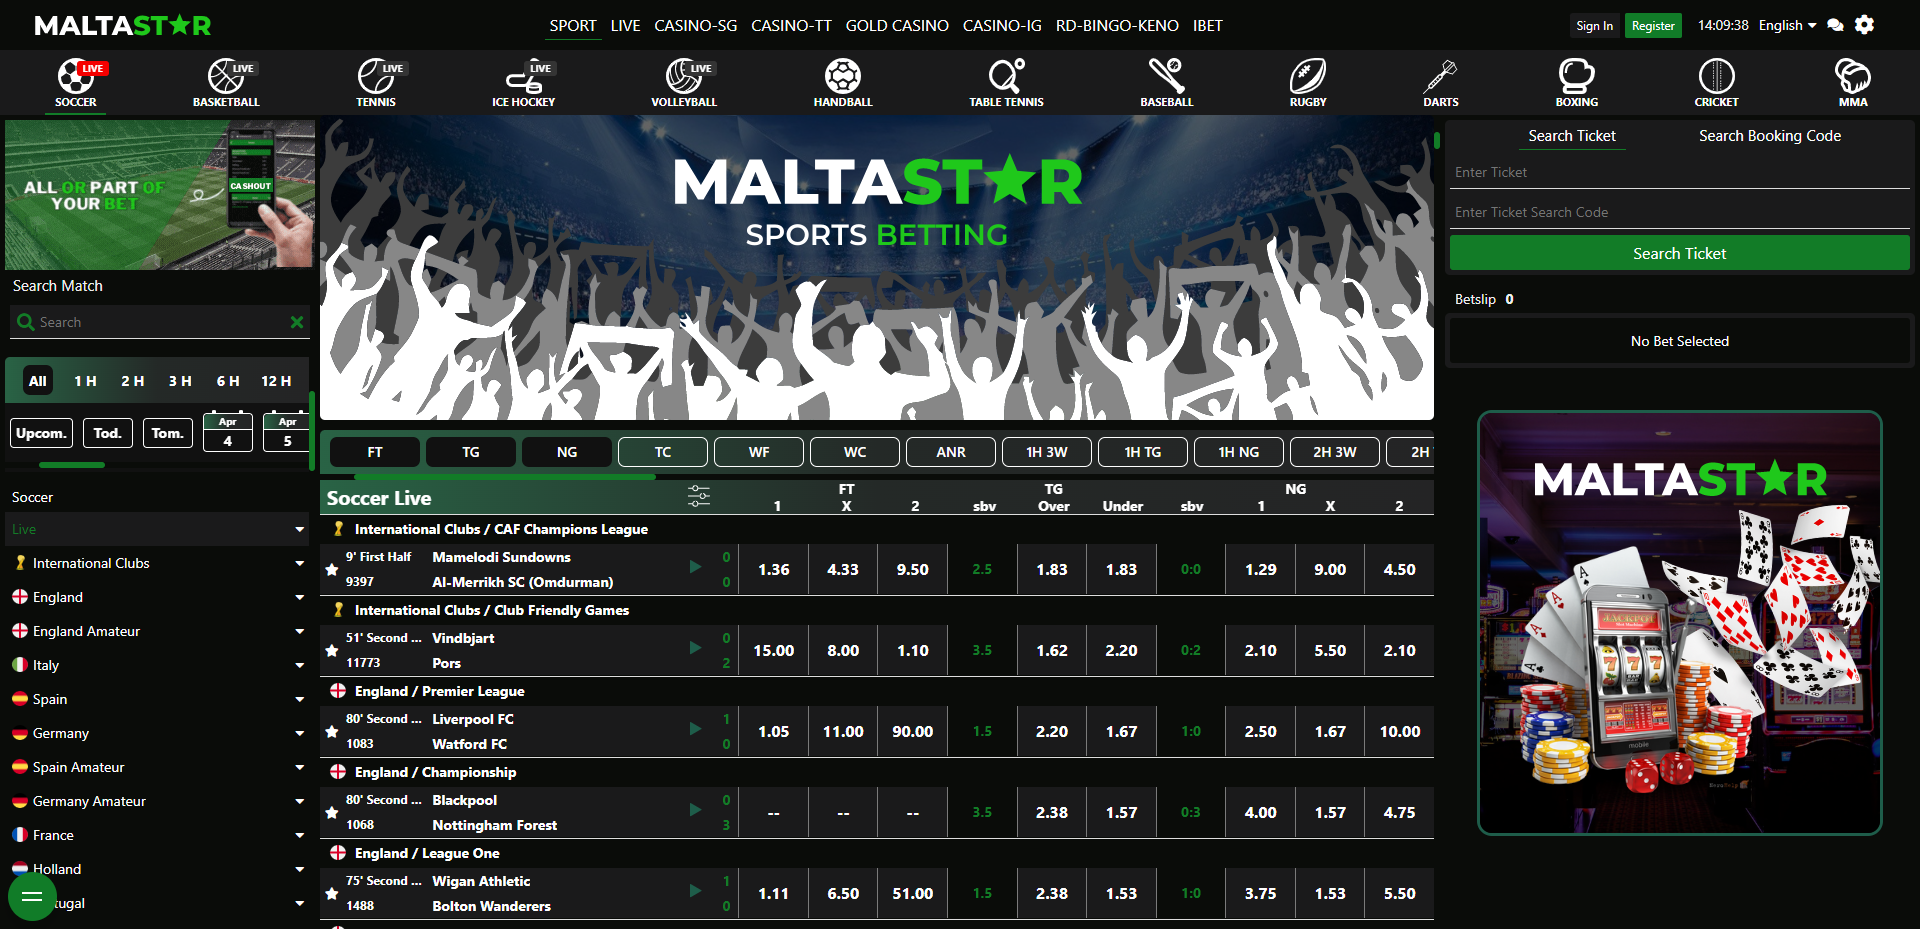 MALTASTAR
SPORT LIVE CASINO-SG CASINO-TT GOLD CASINO CASINO-IG RD-BINGO-KENO IBET
Sign In Register 14:09:38 English
LIVE LIVE LIVE LIVE LIVE
SOCCER BASKETBALL TENNIS ICE HOCKEY VOLLEYBALL HANDBALL TABLE TENNIS BASEBALL RUGBY DARTS BOXING CRICKET MMA
ALL OR PART OF
YOUR BET
CASHOUT
Search Match
Search
All 1 H 2 H 3 H 6 H 12 H
Upcom. Tod. Tom. Apr 4 Apr 5
Soccer
Live
International Clubs
England
England Amateur
Italy
Spain
Germany
Spain Amateur
Germany Amateur
France
Holland
tugal
MALTASTAR
SPORTS BETTING
FT TG NG TC WF WC ANR 1H 3W 1H TG 1H NG 2H 3W 2H
Soccer Live
FT TG NG
1 X 2 sbv Over Under sbv 1 X 2
International Clubs / CAF Champions League
9' First Half Mamelodi Sundowns 0
9397 Al-Merrikh SC (Omdurman) 0
1.36 4.33 9.50 2.5 1.83 1.83 0:0 1.29 9.00 4.50
International Clubs / Club Friendly Games
51' Second ... Vindbjart 0
11773 Pors 2
15.00 8.00 1.10 3.5 1.62 2.20 0:2 2.10 5.50 2.10
England / Premier League
80' Second ... Liverpool FC 1
1083 Watford FC 0
1.05 11.00 90.00 1.5 2.20 1.67 1:0 2.50 1.67 10.00
England / Championship
80' Second ... Blackpool 0
1068 Nottingham Forest 3
-- -- -- 3.5 2.38 1.57 0:3 4.00 1.57 4.75
England / League One
75' Second ... Wigan Athletic 1
1488 Bolton Wanderers 0
1.11 6.50 51.00 1.5 2.38 1.53 1:0 3.75 1.53 5.50
Search Ticket Search Booking Code
Enter Ticket
Enter Ticket Search Code
Search Ticket
Betslip 0
No Bet Selected
MALTASTAR
JACKPOT
mobile